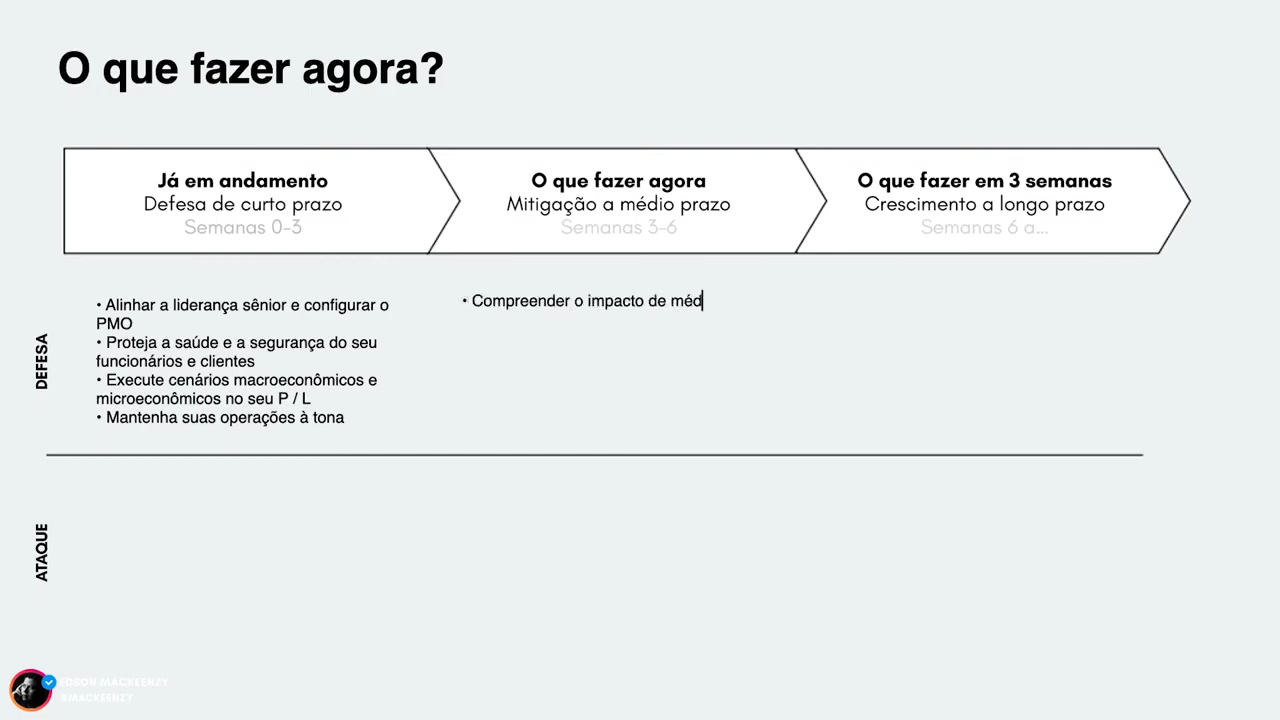 O que fazer agora?
Já em andamento
Defesa de curto prazo
Semanas 0-3
O que fazer agora
Mitigação a médio prazo
Semanas 3-6
O que fazer em 3 semanas
Crescimento a longo prazo
Semanas 6 a...
DEFESA
• Alinhar a liderança sênior e configurar o
PMO
• Proteja a saúde e a segurança do seu
funcionários e clientes
• Execute cenários macroeconômicos e
microeconômicos no seu P / L
• Mantenha suas operações à tona
• Compreender o impacto de méd
ATAQUE
EDSON MACKEENZY
@MACKEENZY